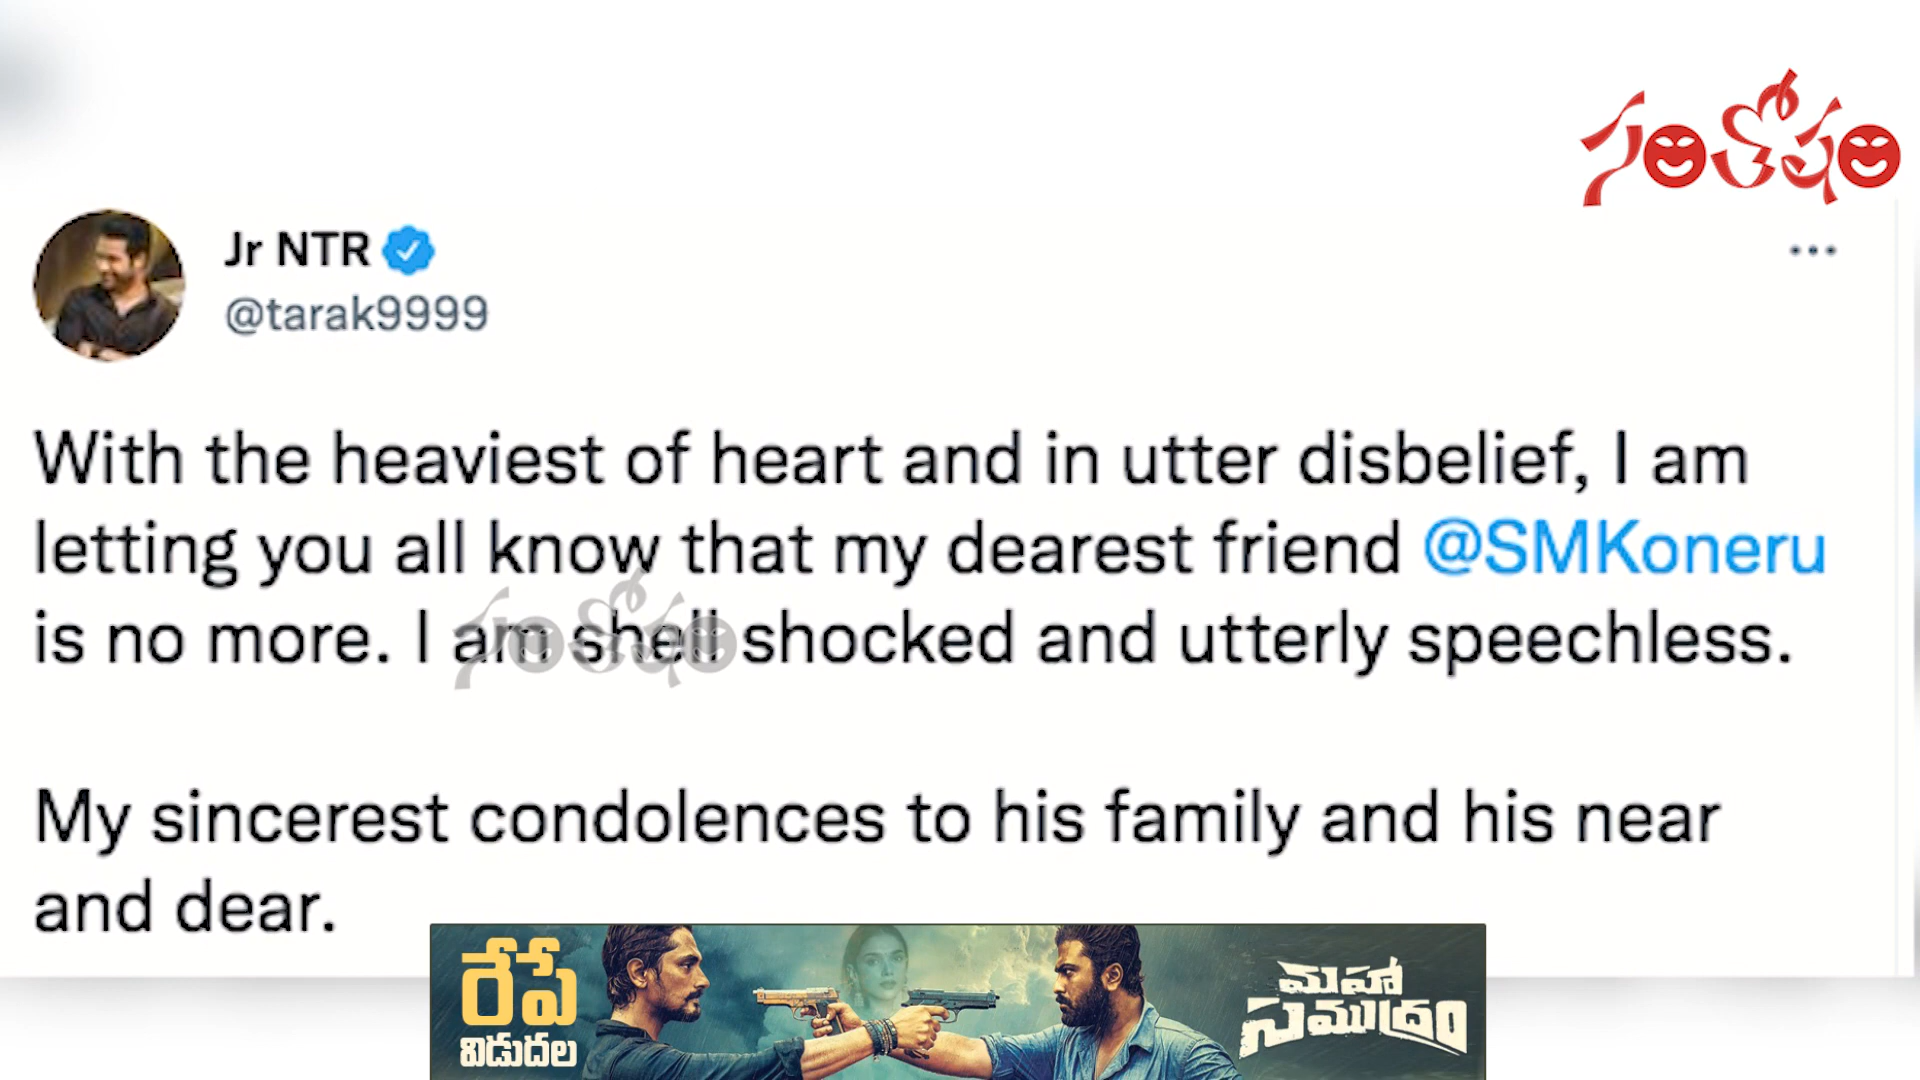 సంతోషం
Jr NTR
@tarak9999
With the heaviest of heart and in utter disbelief, I am
letting you all know that my dearest friend @SMKoneru
is no more. I am shell shocked and utterly speechless.
సంతోషం
My sincerest condolences to his family and his near
and dear.
రేపే
విడుదల
మహా
సముద్రం